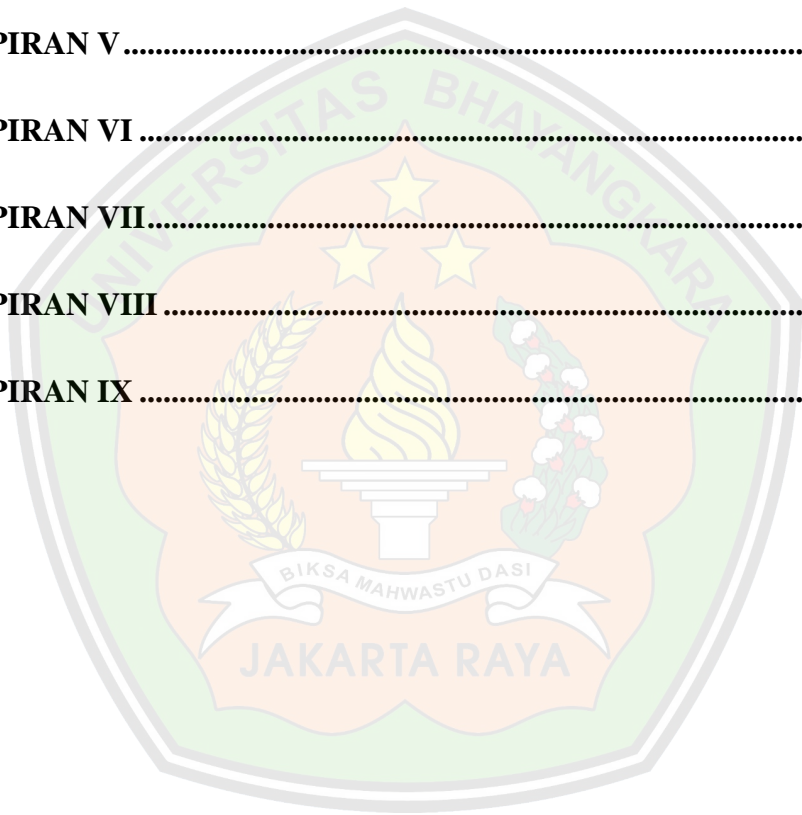 PIRAN V
PIRAN VI
PIRAN VII
PIRAN VIII
PIRAN IX
UNIVERSITAS BHAYANGKARA
BIKSA MAHWASTU DASI
JAKARTA RAYA